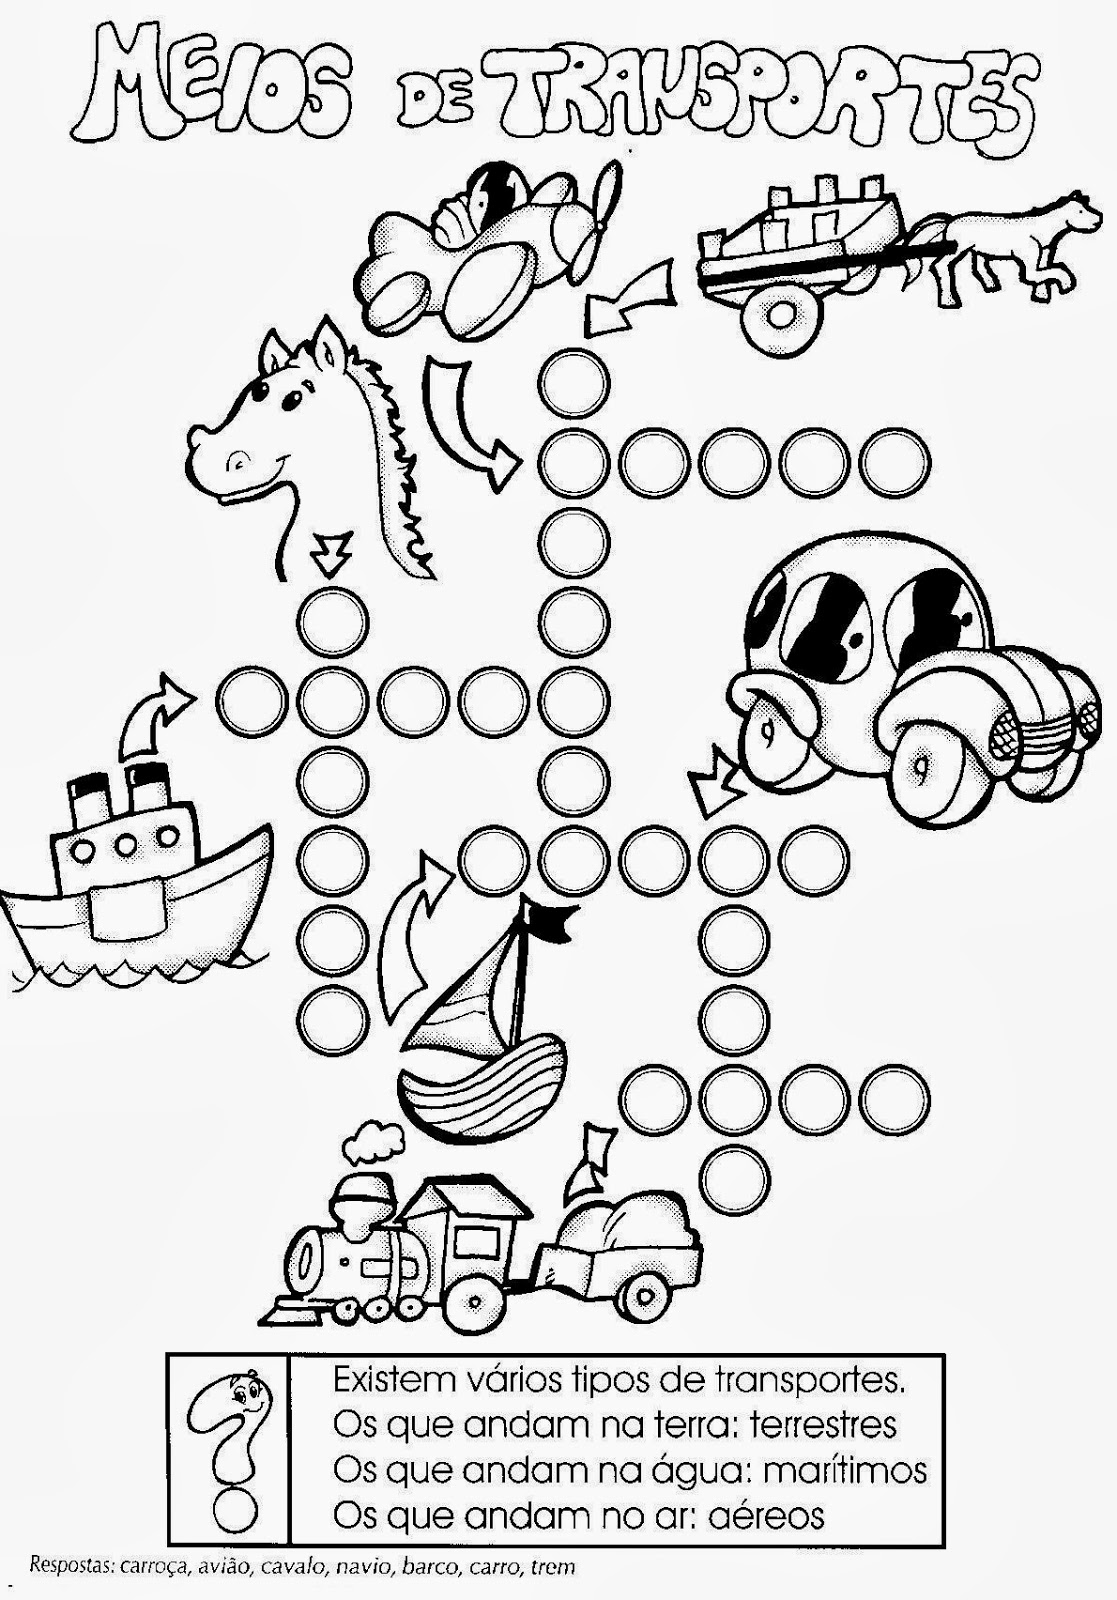 MEIOS DE TRANSPORTES
Existem vários tipos de transportes.
Os que andam na terra: terrestres
Os que andam na água: marítimos
Os que andam no ar: aéreos
Respostas: carroça, avião, cavalo, navio, barco, carro, trem